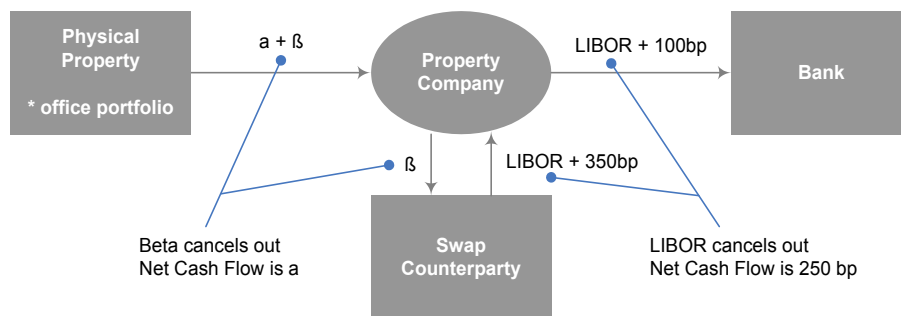 Physical
Property
* office portfolio
a + ß
Property
Company
LIBOR + 100bp
Bank
ß
LIBOR + 350bp
Swap
Counterparty
Beta cancels out
Net Cash Flow is a
LIBOR cancels out
Net Cash Flow is 250 bp